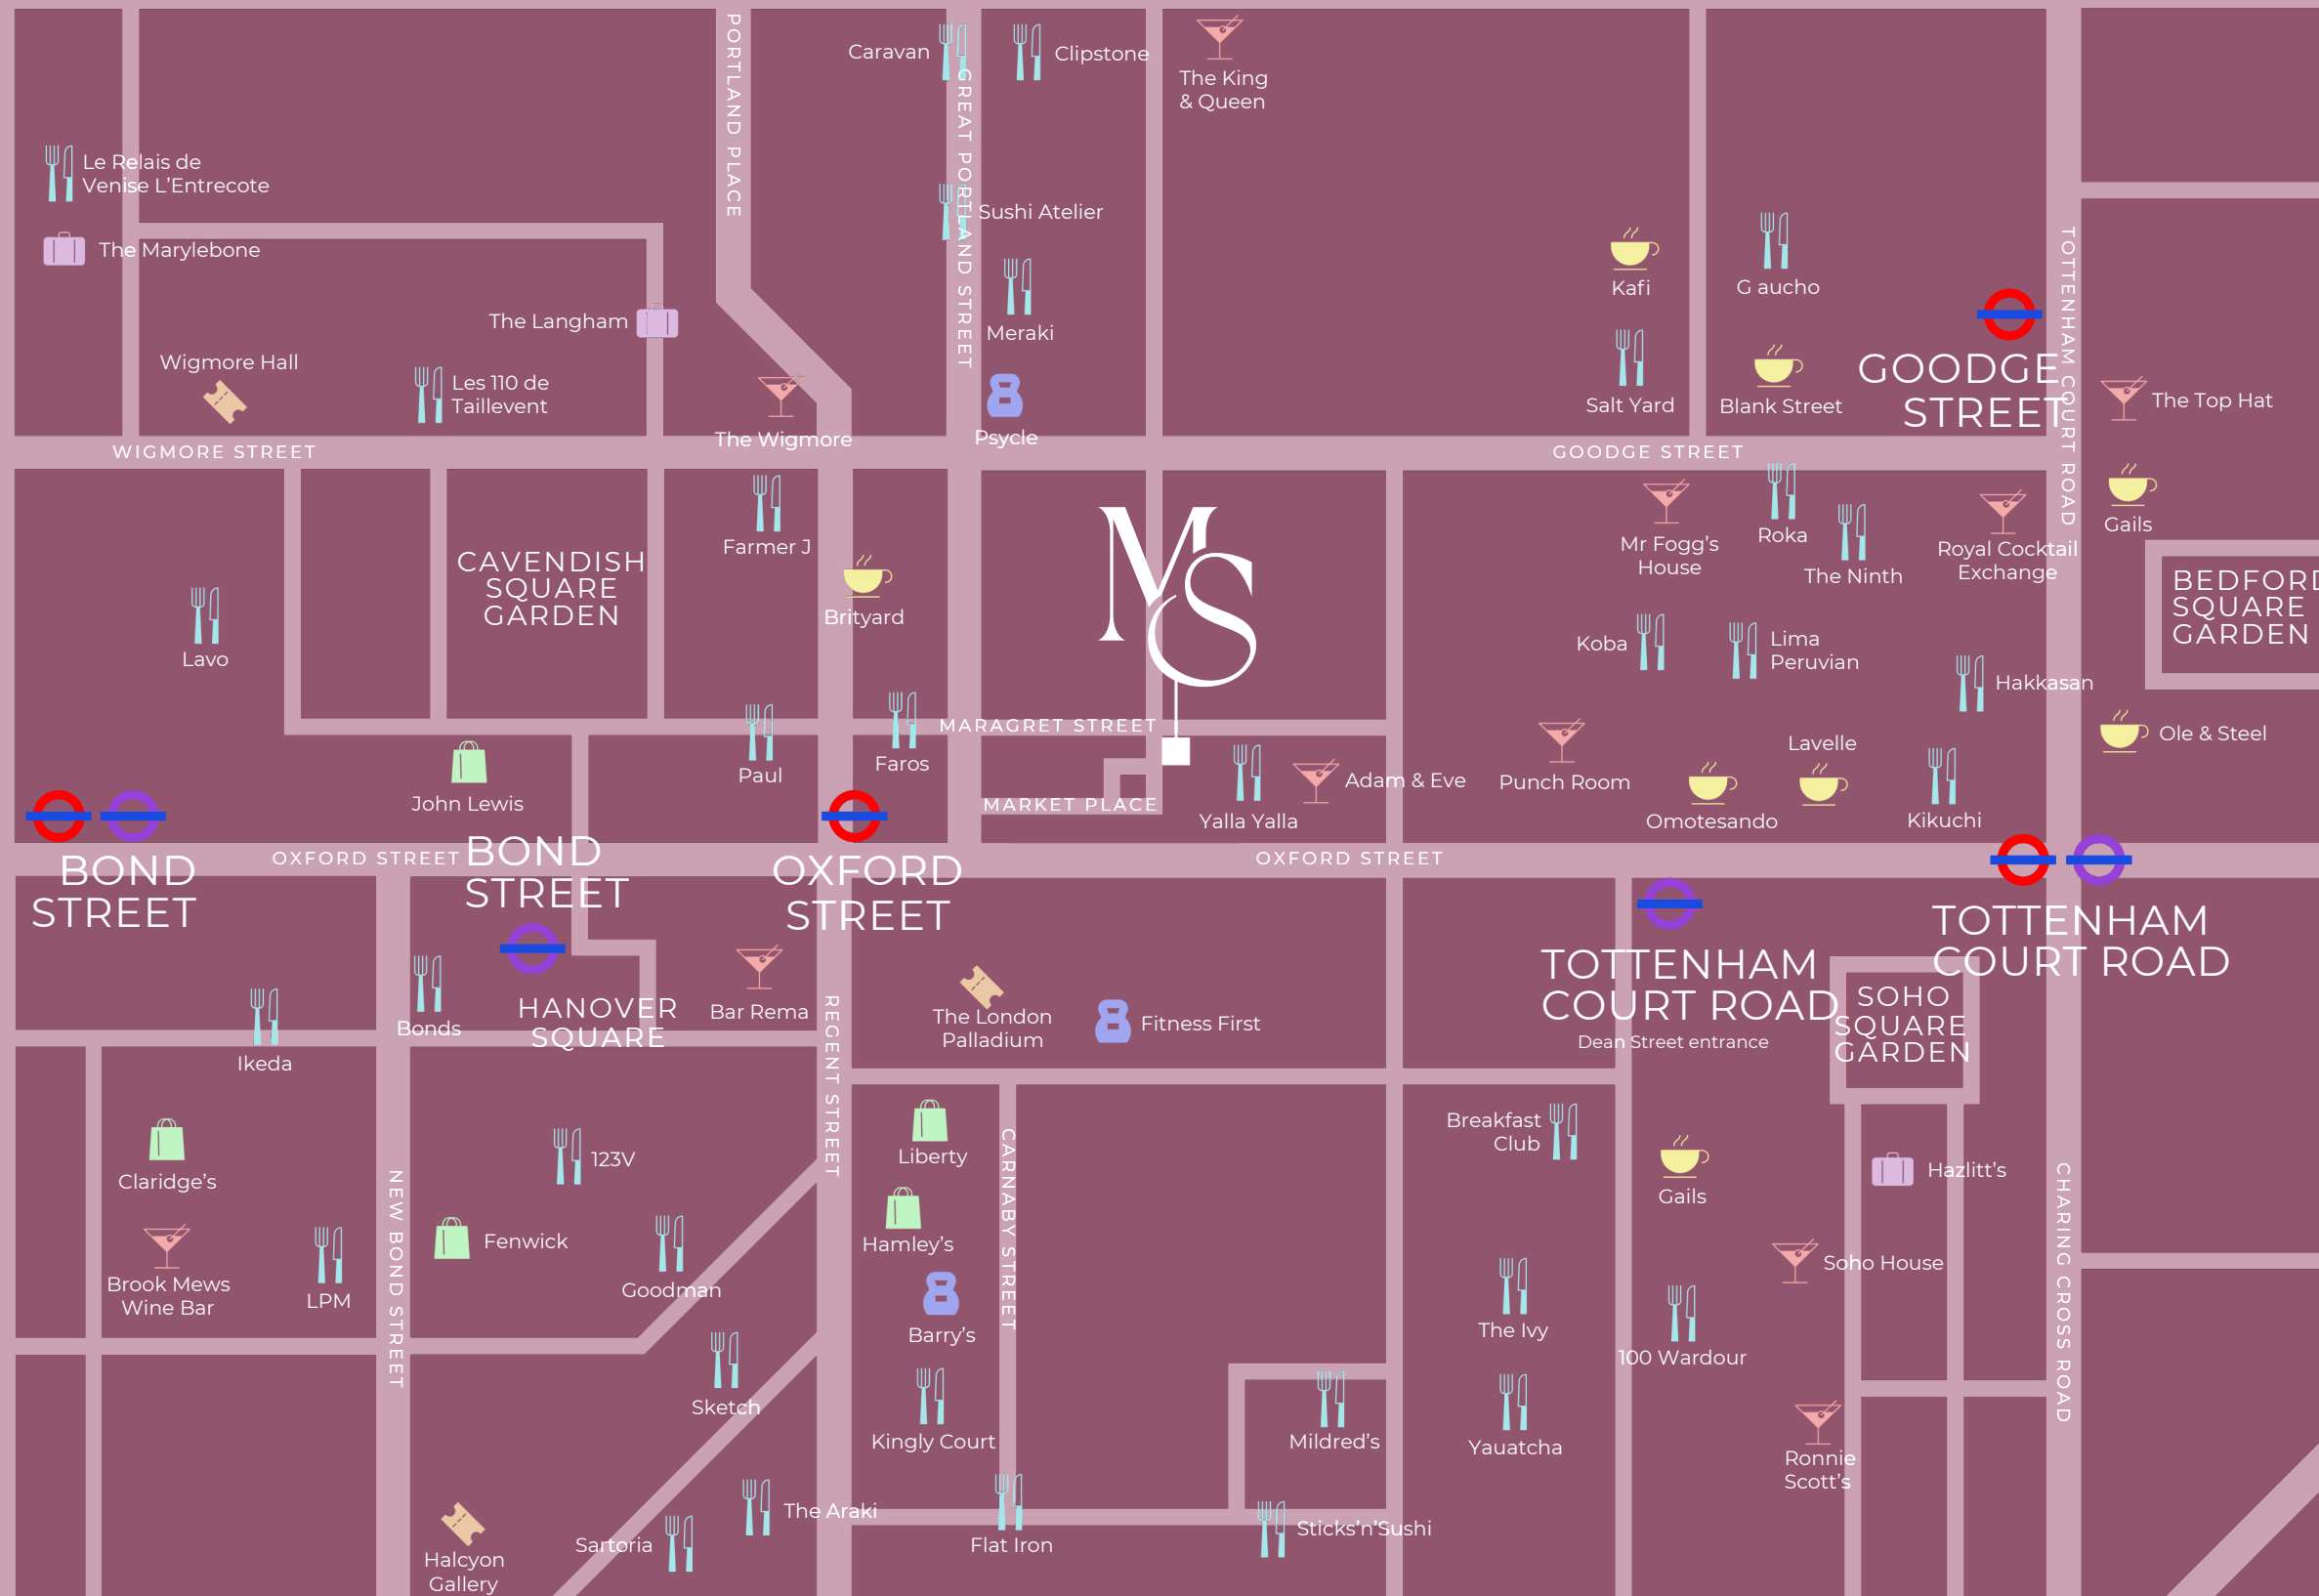 PORTLAND PLACE
Caravan
GREAT PORTLAND STREET
Clipstone
The King
& Queen
Le Relais de
Venise L'Entrecote
The Marylebone
Sushi Atelier
Meraki
The Langham
Wigmore Hall
Les 110 de
Taillevent
The Wigmore
Psycle
Kafi
G aucho
Salt Yard
Blank Street
GOODGE
STREET
TOTTENHAM COURT ROAD
The Top Hat
WIGMORE STREET
GOODGE STREET
Farmer J
CAVENDISH
SQUARE
GARDEN
Brityard
Lavo
MS
Mr Fogg's
House
Roka
The Ninth
Royal Cocktail
Exchange
Gails
BEDFORD
SQUARE
GARDEN
Koba
Lima
Peruvian
Hakkasan
MARAGRET STREET
Paul
Faros
John Lewis
MARKET PLACE
Yalla Yalla
Adam & Eve
Punch Room
Omotesando
Lavelle
Kikuchi
Ole & Steel
OXFORD STREET
OXFORD STREET
BOND
STREET
BOND
STREET
OXFORD
STREET
TOTTENHAM
COURT ROAD
TOTTENHAM
COURT ROAD
Dean Street entrance
SOHO
SQUARE
GARDEN
Bonds
HANOVER
SQUARE
Bar Rema
REGENT STREET
The London
Palladium
Fitness First
Ikeda
Claridge's
123V
Liberty
CARNABY STREET
Breakfast
Club
Gails
Hazlitt's
CHARING CROSS ROAD
NEW BOND STREET
Fenwick
Goodman
Hamley's
Soho House
Brook Mews
Wine Bar
LPM
Barry's
The Ivy
100 Wardour
Sketch
Kingly Court
Mildred's
Yauatcha
Ronnie
Scott's
The Araki
Sartoria
Flat Iron
Sticks'n'Sushi
Halcyon
Gallery